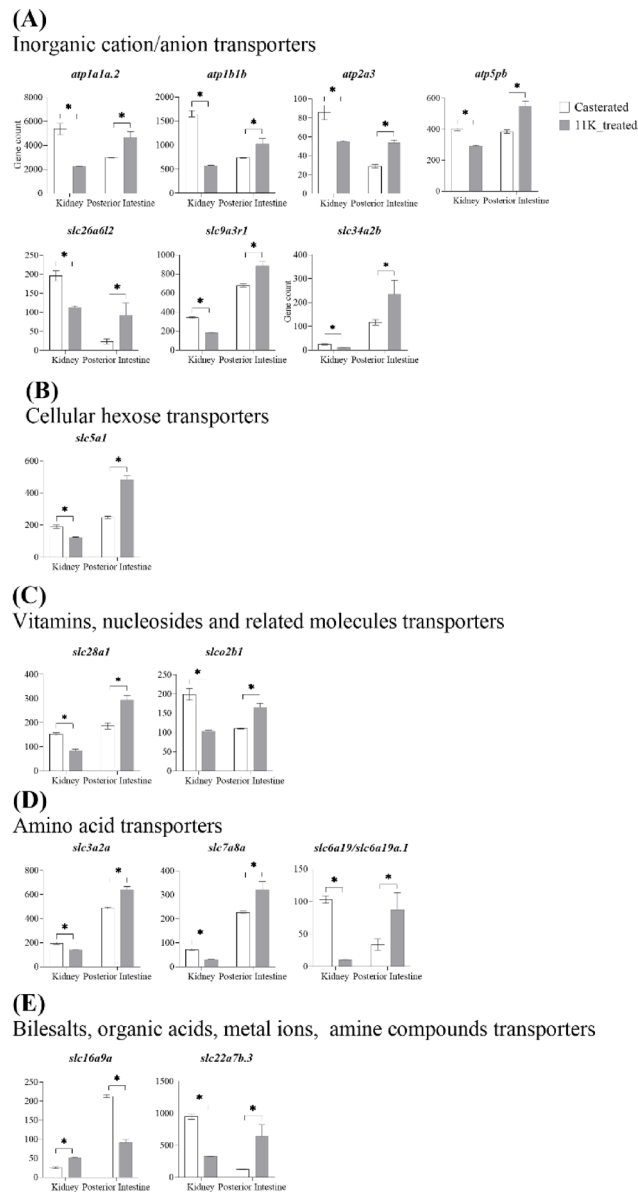 (A)
Inorganic cation/anion transporters
atp1a1a.2 atp1b1b atp2a3 atp5pb
Gene count
8000 6000 4000 2000 0
* *
Kidney Posterior Intestine
2000 1500 1000 500 0
* *
Kidney Posterior Intestine
100 80 60 40 20 0
* *
Kidney Posterior Intestine
600 400 200 0
* *
Kidney Posterior Intestine
Casterated
11K_treated
slc26a6l2 slc9a3r1 slc34a2b
250 200 150 100 50 0
* *
Kidney Posterior Intestine
1000 800 600 400 200 0
* *
Kidney Posterior Intestine
Gene count
400 300 200 100 0
* *
Kidney Posterior Intestine
(B)
Cellular hexose transporters
slc5a1
600 400 200 0
* *
Kidney Posterior Intestine
(C)
Vitamins, nucleosides and related molecules transporters
slc28a1 slco2b1
400 300 200 100 0
* *
Kidney Posterior Intestine
250 200 150 100 50 0
* *
Kidney Posterior Intestine
(D)
Amino acid transporters
slc3a2a slc7a8a slc6a19/slc6a19a.1
800 600 400 200 0
* *
Kidney Posterior Intestine
400 300 200 100 0
* *
Kidney Posterior Intestine
150 100 50 0
* *
Kidney Posterior Intestine
(E)
Bilesalts, organic acids, metal ions, amine compounds transporters
slc16a9a slc22a7b.3
250 200 150 100 50 0
* *
Kidney Posterior Intestine
1500 1000 500 0
* *
Kidney Posterior Intestine